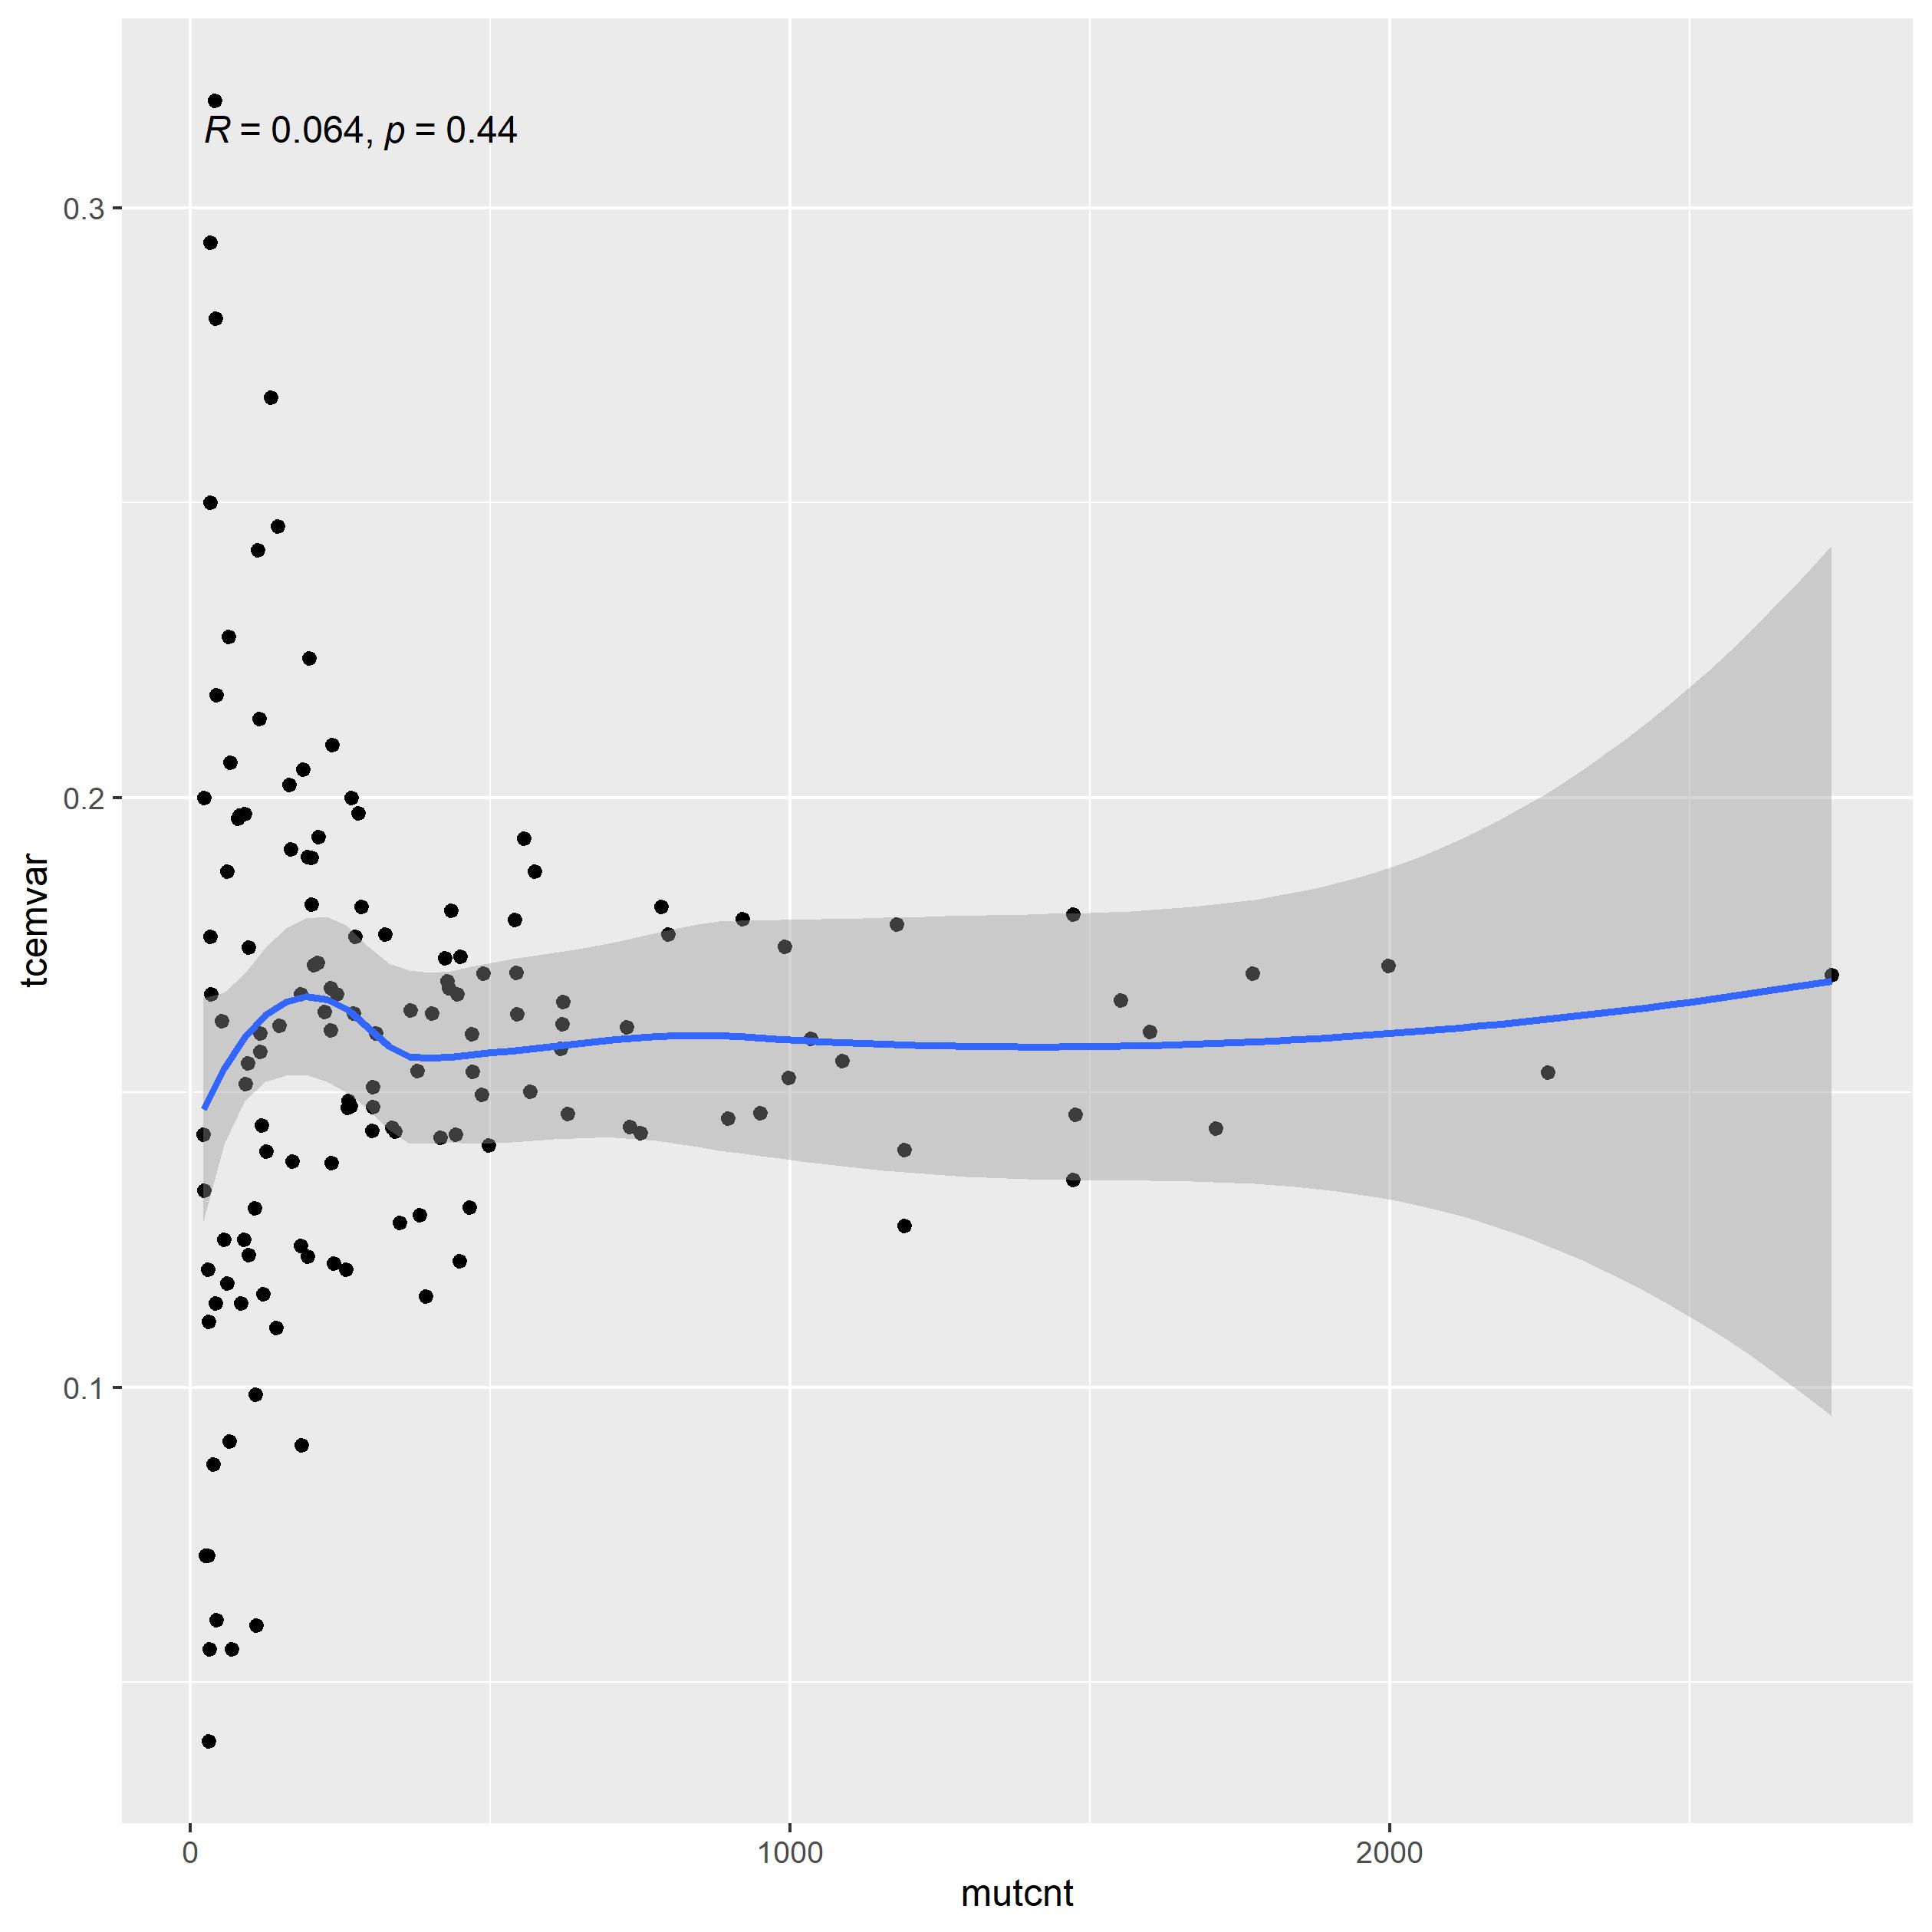 R = 0.064, p = 0.44
0.3
0.2
0.1
tcemvar
0 1000 2000
mutcnt